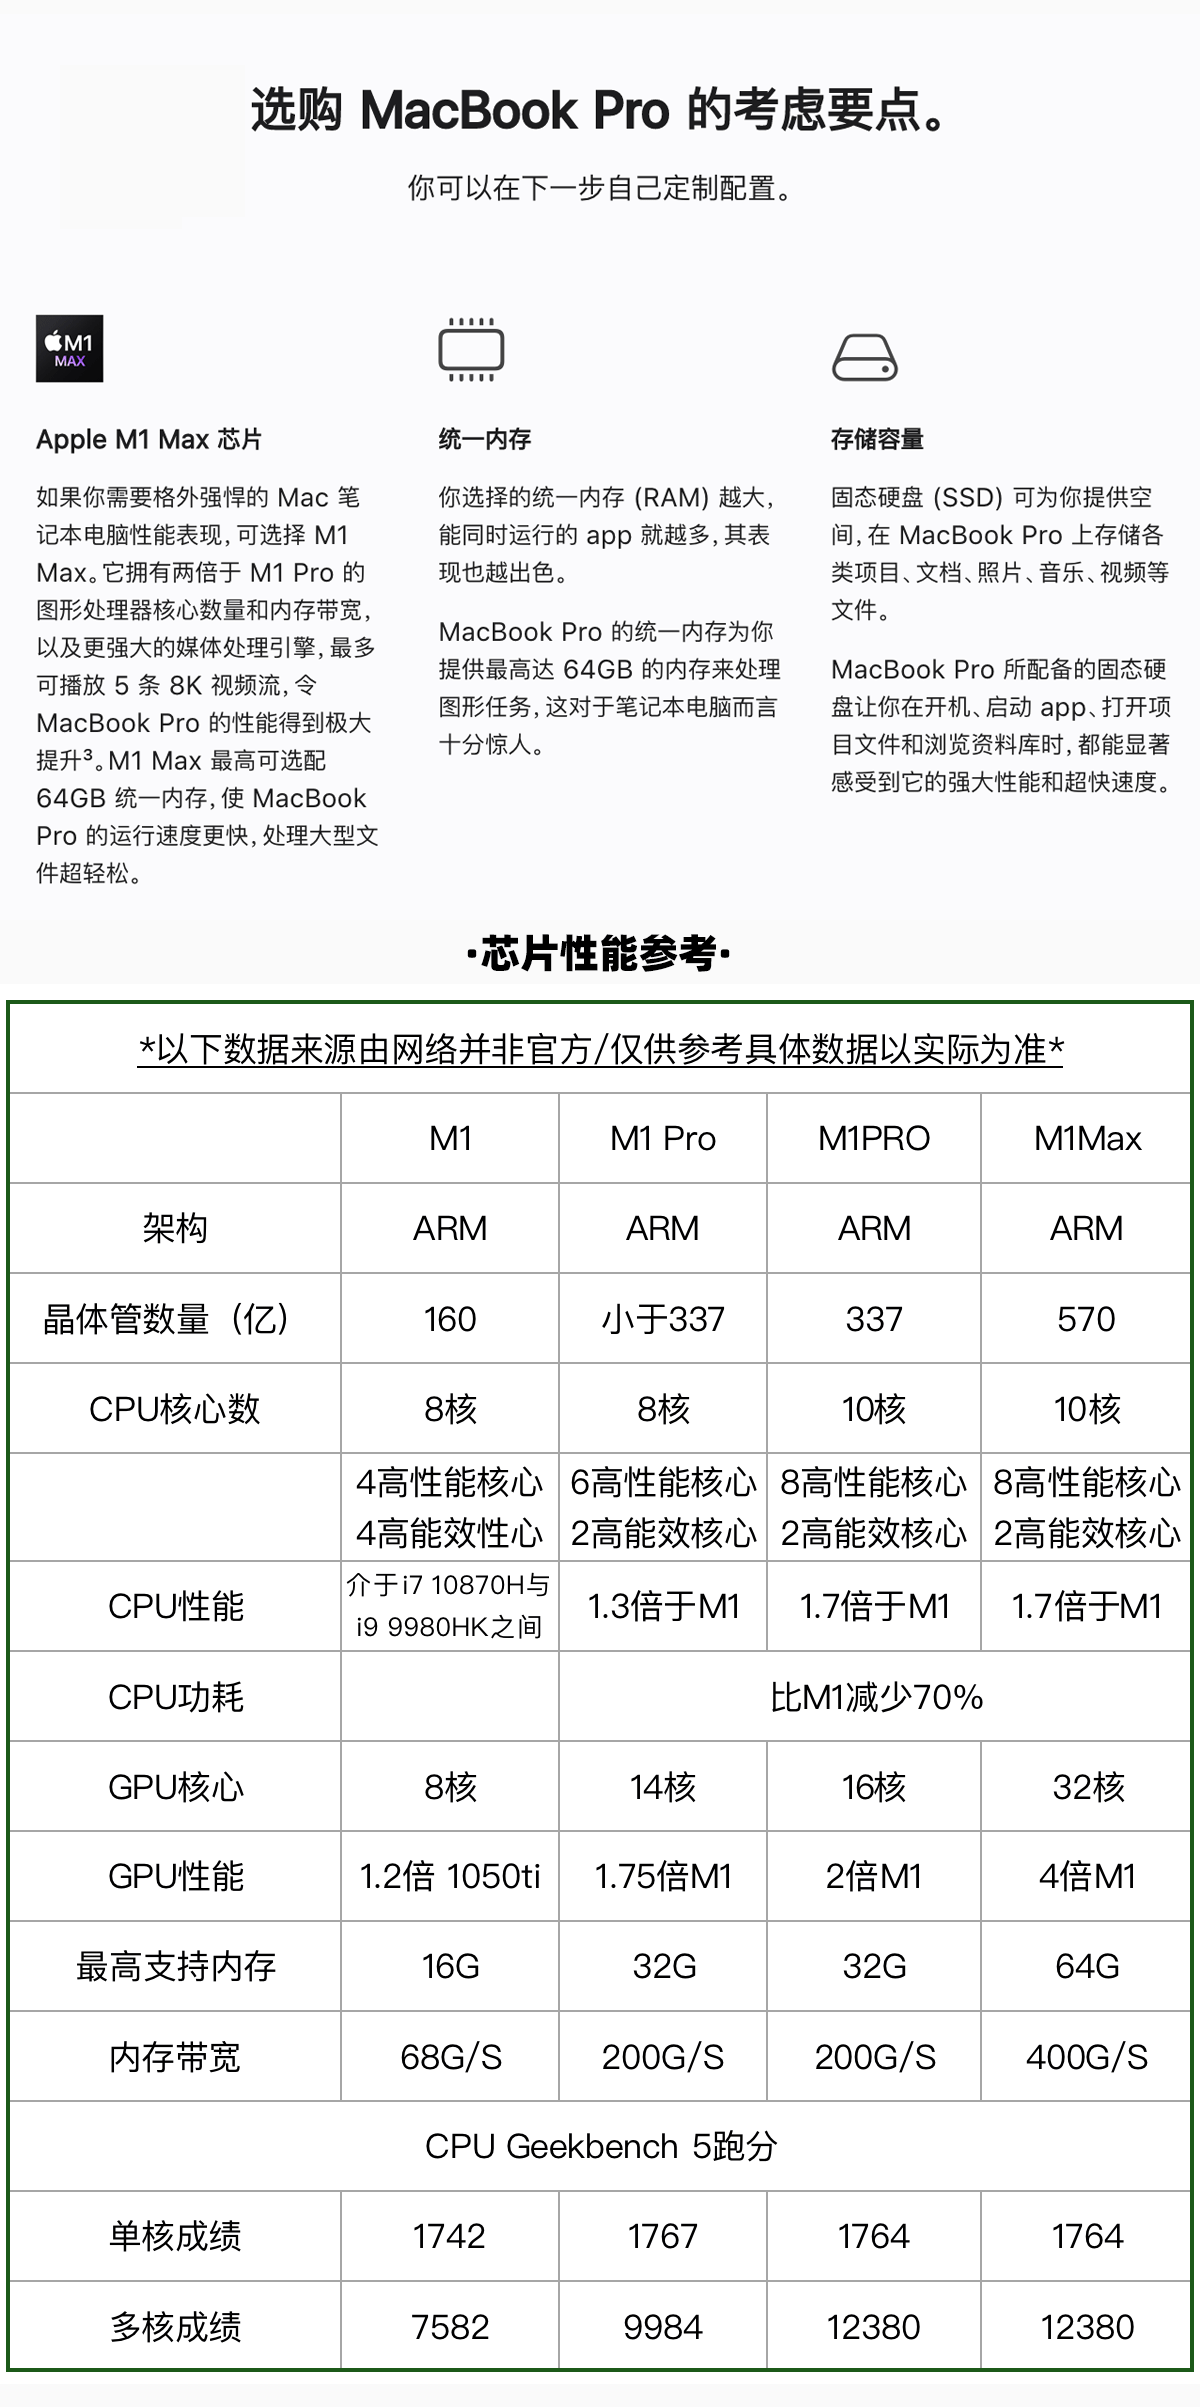 选购 MacBook Pro 的考虑要点。
你可以在下一步自己定制配置。
M1
MAX
Apple M1 Max 芯片
如果你需要格外强悍的 Mac 笔
记本电脑性能表现，可选择 M1
Max。它拥有两倍于 M1 Pro 的
图形处理器核心数量和内存带宽，
以及更强大的媒体处理引擎，最多
可播放 5 条 8K 视频流，令
MacBook Pro 的性能得到极大
提升³。M1 Max 最高可选配
64GB 统一内存，使 MacBook
Pro 的运行速度更快，处理大型文
件超轻松。
统一内存
你选择的统一内存 (RAM) 越大，
能同时运行的 app 就越多，其表
现也越出色。
MacBook Pro 的统一内存为你
提供最高达 64GB 的内存来处理
图形任务，这对于笔记本电脑而言
十分惊人。
存储容量
固态硬盘 (SSD) 可为你提供空
间，在 MacBook Pro 上存储各
类项目、文档、照片、音乐、视频等
文件。
MacBook Pro 所配备的固态硬
盘让你在开机、启动 app、打开项
目文件和浏览资料库时，都能显著
感受到它的强大性能和超快速度。
·芯片性能参考·
*以下数据来源由网络并非官方/仅供参考具体数据以实际为准*
M1 M1 Pro M1PRO M1Max
架构 ARM ARM ARM ARM
晶体管数量（亿） 160 小于337 337 570
CPU核心数 8核 8核 10核 10核
4高性能核心 6高性能核心 8高性能核心 8高性能核心
4高能效性心 2高能效核心 2高能效核心 2高能效核心
CPU性能 介于i7 10870H与 1.3倍于M1 1.7倍于M1 1.7倍于M1
i9 9980HK之间
CPU功耗 比M1减少70%
GPU核心 8核 14核 16核 32核
GPU性能 1.2倍 1050ti 1.75倍M1 2倍M1 4倍M1
最高支持内存 16G 32G 32G 64G
内存带宽 68G/S 200G/S 200G/S 400G/S
CPU Geekbench 5跑分
单核成绩 1742 1767 1764 1764
多核成绩 7582 9984 12380 12380